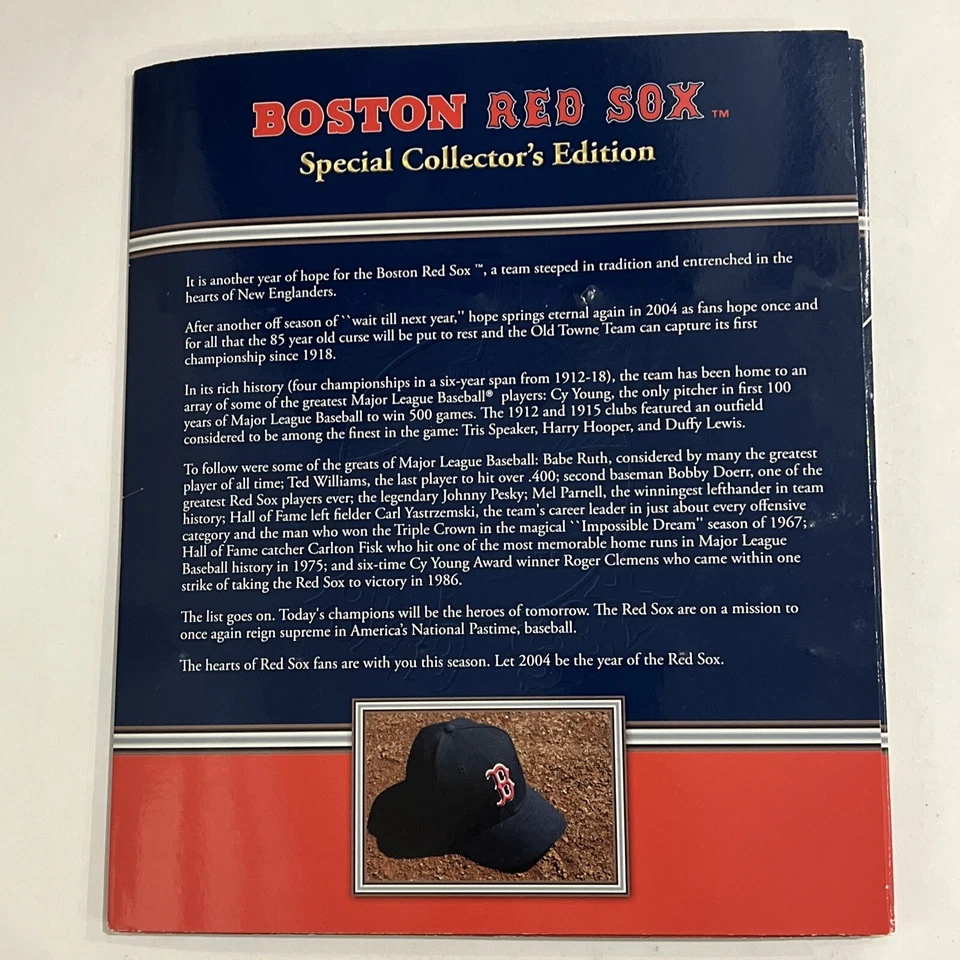 BOSTON RED SOX ™
Special Collector's Edition
It is another year of hope for the Boston Red Sox ™, a team steeped in tradition and entrenched in the
hearts of New Englanders.
After another off season of ``wait till next year," hope springs eternal again in 2004 as fans hope once and
for all that the 85 year old curse will be put to rest and the Old Towne Team can capture its first
championship since 1918.
In its rich history (four championships in a six-year span from 1912-18), the team has been home to an
array of some of the greatest Major League Baseball® players: Cy Young, the only pitcher in first 100
years of Major League Baseball to win 500 games. The 1912 and 1915 clubs featured an outfield
considered to be among the finest in the game: Tris Speaker, Harry Hooper, and Duffy Lewis.
To follow were some of the greats of Major League Baseball: Babe Ruth, considered by many the greatest
player of all time; Ted Williams, the last player to hit over .400; second baseman Bobby Doerr, one of the
greatest Red Sox players ever; the legendary Johnny Pesky; Mel Parnell, the winningest lefthander in team
history; Hall of Fame left fielder Carl Yastrzemski, the team's career leader in just about every offensive
category and the man who won the Triple Crown in the magical ``Impossible Dream" season of 1967;
Hall of Fame catcher Carlton Fisk who hit one of the most memorable home runs in Major League
Baseball history in 1975; and six-time Cy Young Award winner Roger Clemens who came within one
strike of taking the Red Sox to victory in 1986.
The list goes on. Today's champions will be the heroes of tomorrow. The Red Sox are on a mission to
once again reign supreme in America's National Pastime, baseball.
The hearts of Red Sox fans are with you this season. Let 2004 be the year of the Red Sox.
B